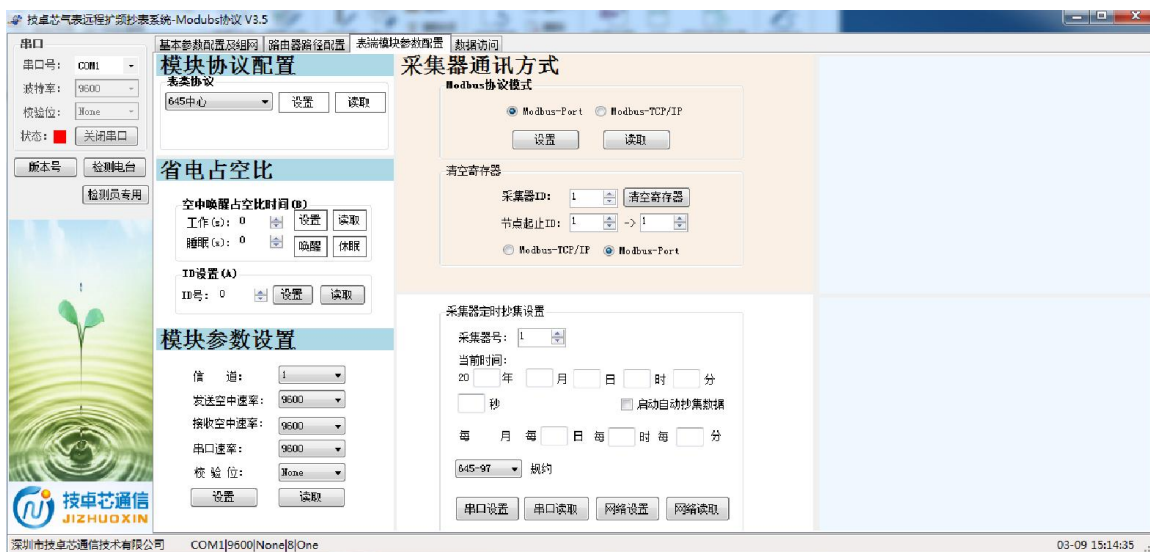 技卓芯气表远程扩频抄表系统-Modubs协议 V3.5
串口
串口号: COM1
波特率: 9600
校验位: None
状态: 关闭串口
版本号 检测电台
检测员专用
技卓芯通信
JIZHUOXIN
基本参数配置及组网 路由器路径配置 表端模块参数配置 数据访问
模块协议配置
表类协议
645中心 设置 读取
省电占空比
空中唤醒占空比时间(B)
工作(s): 0 设置 读取
睡眠(s): 0 唤醒 休眠
ID设置(A)
ID号: 0 设置 读取
模块参数设置
信 道: 1
发送空中速率: 9600
接收空中速率: 9600
串口速率: 9600
校 验 位: None
设置 读取
采集器通讯方式
Modbus协议模式
Modbus-Port Modbus-TCP/IP
设置 读取
清空寄存器
采集器ID: 1 清空寄存器
节点起止ID: 1 -> 1
Modbus-TCP/IP Modbus-Port
采集器定时抄集设置
采集器号: 1
当前时间:
20 年 月 日 时 分
秒 启动自动抄集数据
每 月 每 日 每 时 每 分
645-97 规约
串口设置 串口读取 网络设置 网络读取
深圳市技卓芯通信技术有限公司 COM1|9600|None|8|One 03-09 15:14:35